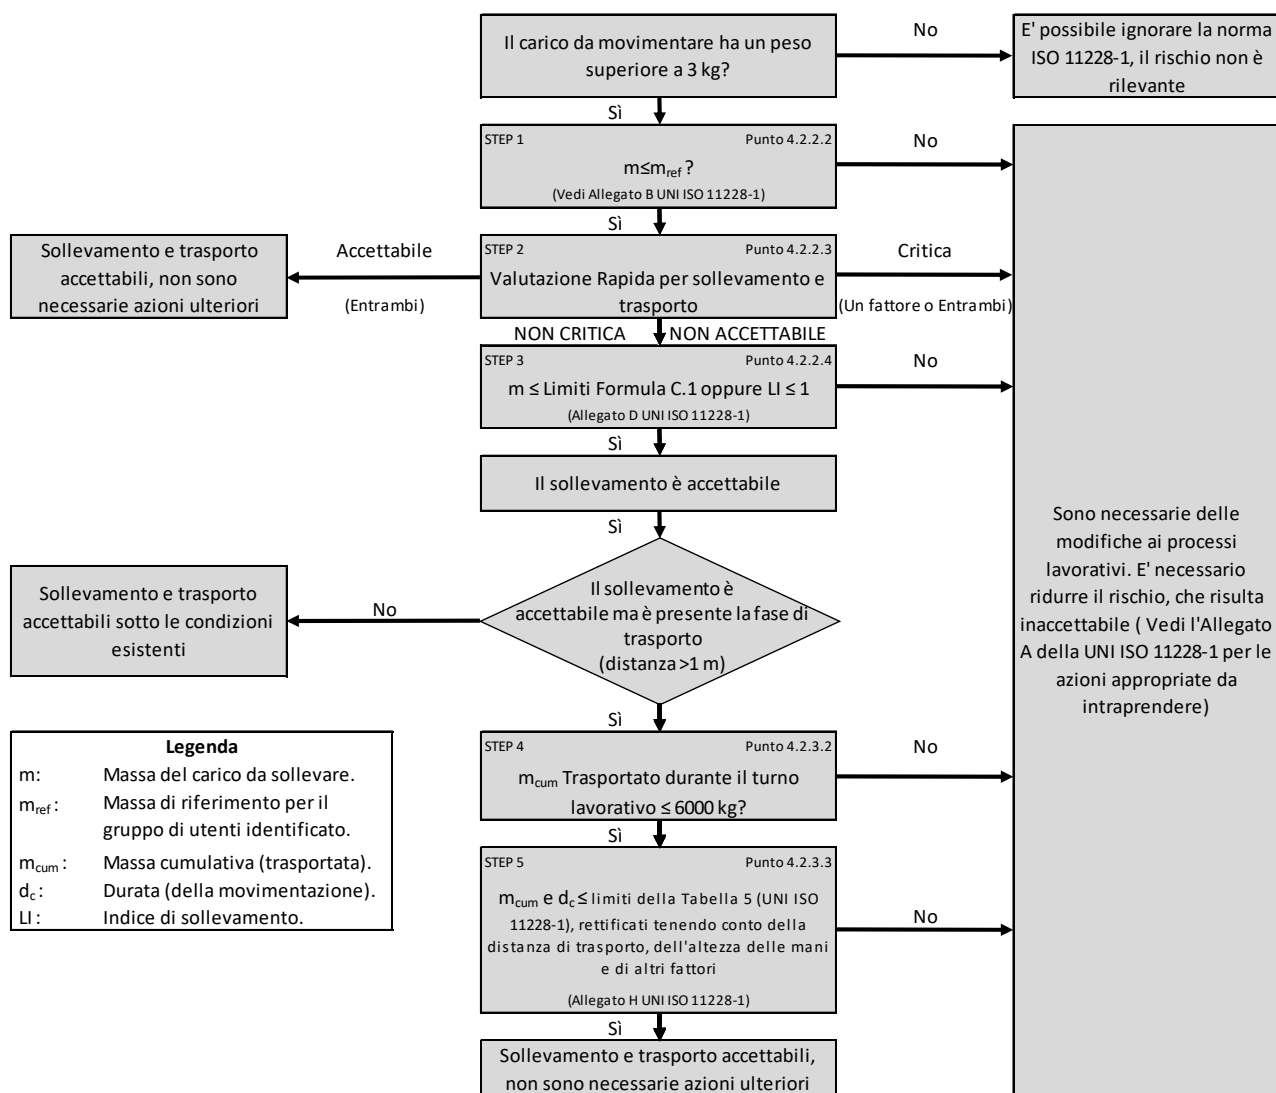 Il carico da movimentare ha un peso
superiore a 3 kg?
No
E' possibile ignorare la norma
ISO 11228-1, il rischio non è
rilevante
Sì
STEP 1
Punto 4.2.2.2
m≤mref ?
(Vedi Allegato B UNI ISO 11228-1)
No
Sì
Sollevamento e trasporto
accettabili, non sono
necessarie azioni ulteriori
Accettabile
(Entrambi)
STEP 2
Punto 4.2.2.3
Valutazione Rapida per sollevamento e
trasporto
Critica
(Un fattore o Entrambi)
NON CRITICA
NON ACCETTABILE
STEP 3
Punto 4.2.2.4
m ≤ Limiti Formula C.1 oppure LI ≤ 1
(Allegato D UNI ISO 11228-1)
No
Sì
Il sollevamento è accettabile
Sì
Il sollevamento è
accettabile ma è presente la fase di
trasporto
(distanza >1 m)
No
Sollevamento e trasporto
accettabili sotto le condizioni
esistenti
Sono necessarie delle
modifiche ai processi
lavorativi. E' necessario
ridurre il rischio, che risulta
inaccettabile ( Vedi l'Allegato
A della UNI ISO 11228-1 per le
azioni appropriate da
intraprendere)
Sì
STEP 4
Punto 4.2.3.2
mcum Trasportato durante il turno
lavorativo ≤ 6000 kg?
No
Sì
STEP 5
Punto 4.2.3.3
mcum e dc ≤ limiti della Tabella 5 (UNI ISO
11228-1), rettificati tenendo conto della
distanza di trasporto, dell'altezza delle mani
e di altri fattori
(Allegato H UNI ISO 11228-1)
No
Sì
Sollevamento e trasporto accettabili,
non sono necessarie azioni ulteriori
Legenda
m: Massa del carico da sollevare.
mref : Massa di riferimento per il
gruppo di utenti identificato.
mcum : Massa cumulativa (trasportata).
dc : Durata (della movimentazione).
LI : Indice di sollevamento.